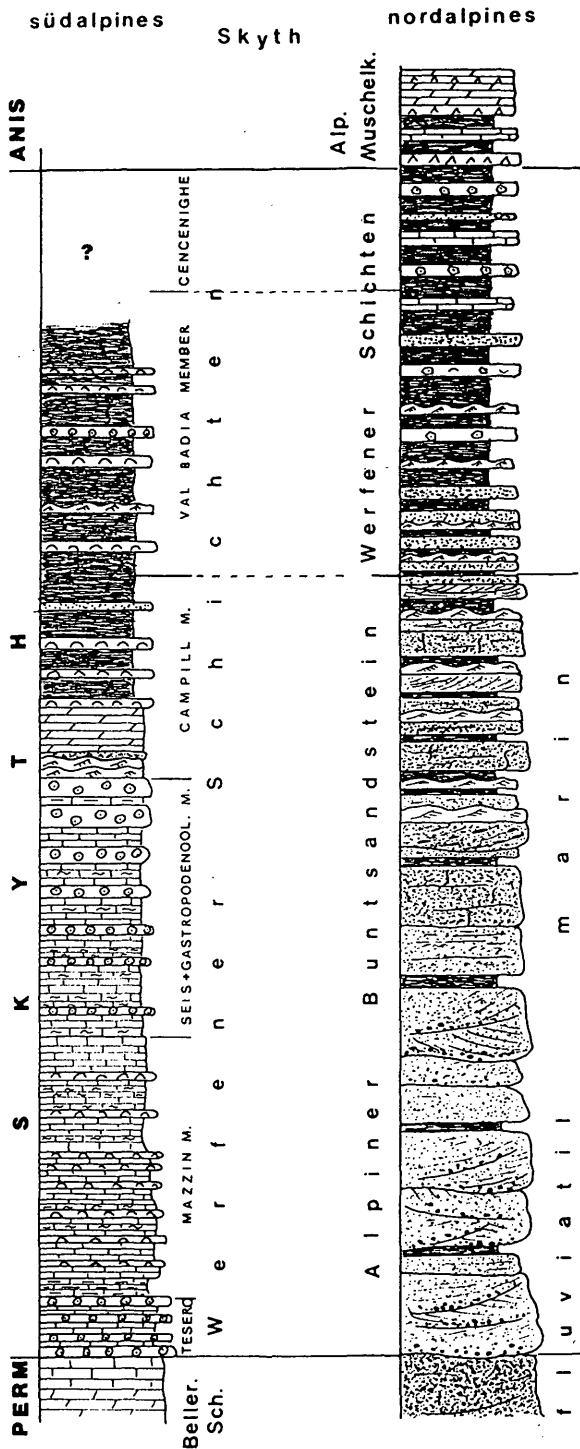 südalpines
Skyth
nordalpines
ANIS
SKYTH
PERM
?
CENCENIGHE
VAL BADIA MEMBER
CAMPILL M.
SEIS+GASTROPODENOOL. M.
MAZZIN M.
TESERO
Beller.
Sch.
Werfener Schichten
Alp.
Muschelk.
Werfener Schichten
Alpiner Buntsandstein
fluviatil marin